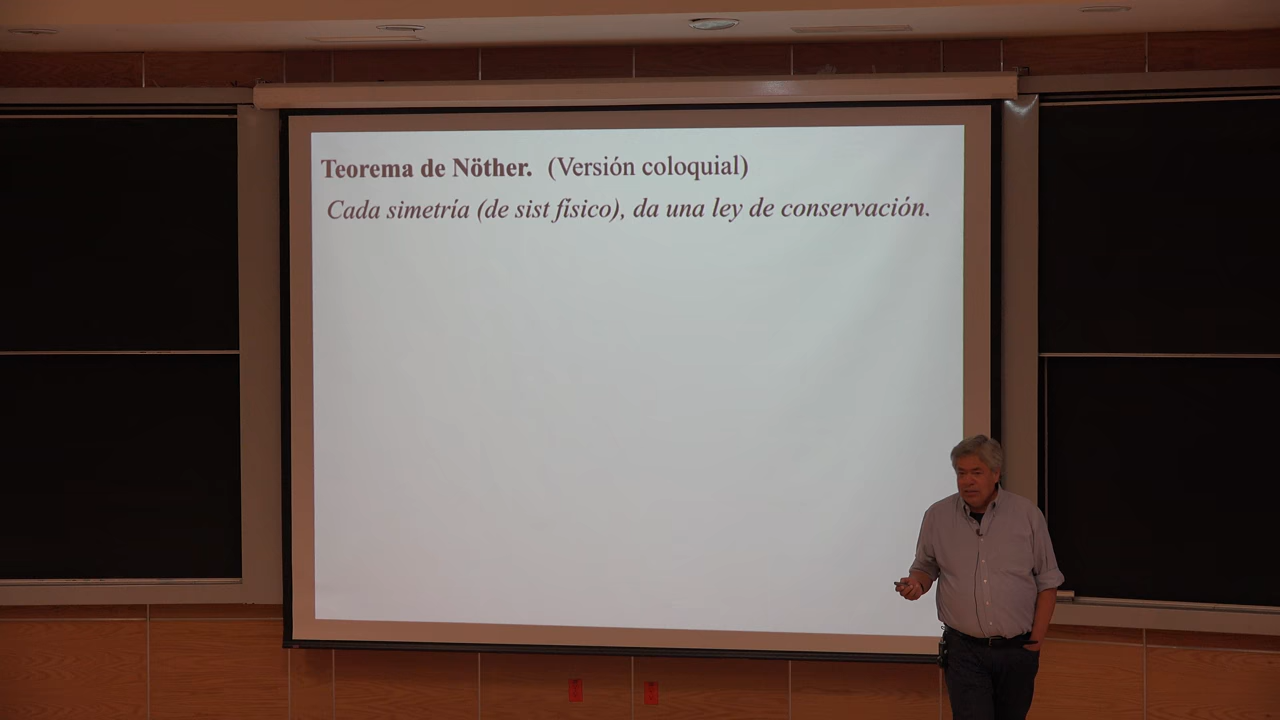 Teorema de Nöther. (Versión coloquial)
Cada simetría (de sist físico), da una ley de conservación.